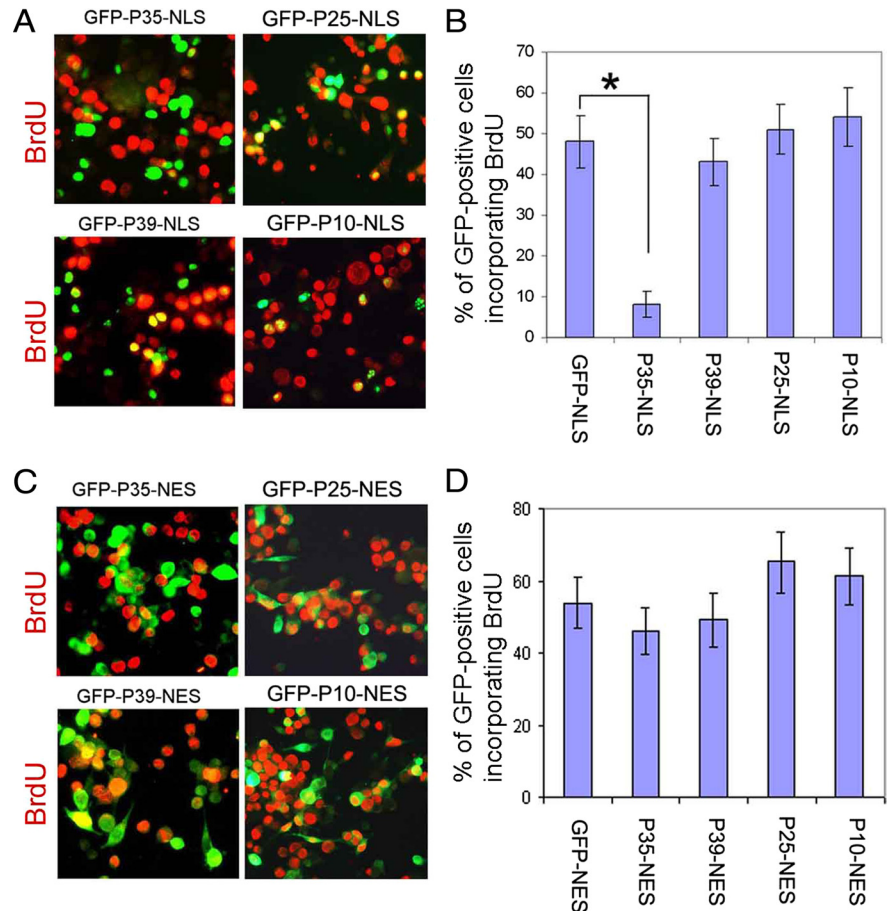 A
GFP-P35-NLS
GFP-P25-NLS
BrdU
GFP-P39-NLS
GFP-P10-NLS
BrdU
B
% of GFP-positive cells
incorporating BrdU
70
60
50
40
30
20
10
0
*
GFP-NLS
P35-NLS
P39-NLS
P25-NLS
P10-NLS
C
GFP-P35-NES
GFP-P25-NES
BrdU
GFP-P39-NES
GFP-P10-NES
BrdU
D
% of GFP-positive cells
incorporating BrdU
80
60
40
20
0
GFP-NES
P35-NES
P39-NES
P25-NES
P10-NES